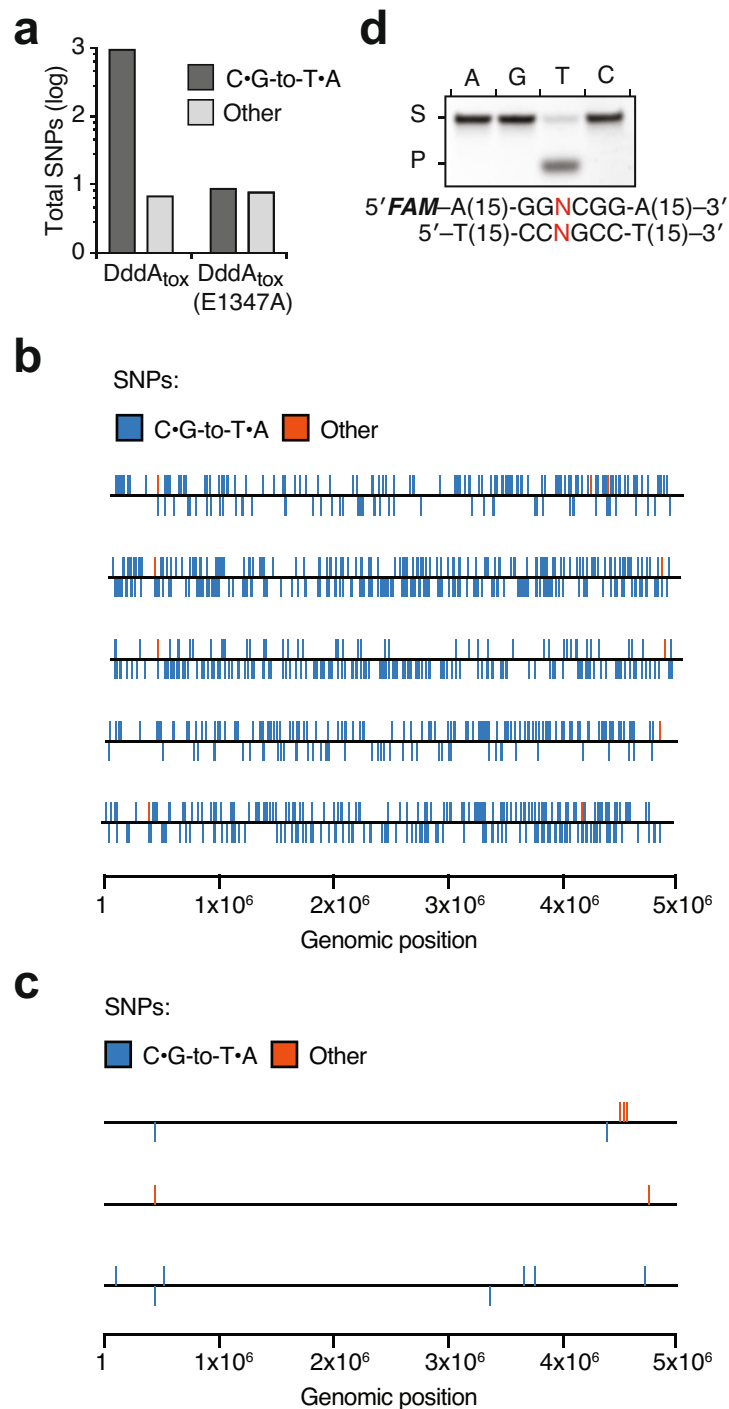 a
Total SNPs (log)
3
2
1
0
C•G-to-T•A
Other
DddAtox
DddAtox
(E1347A)
d
A G T C
S
P
5′FAM–A(15)-GGNCGG-A(15)–3′
5′–T(15)-CCNGCC-T(15)–3′
b
SNPs:
C•G-to-T•A Other
1 1x10⁶ 2x10⁶ 3x10⁶ 4x10⁶ 5x10⁶
Genomic position
c
SNPs:
C•G-to-T•A Other
1 1x10⁶ 2x10⁶ 3x10⁶ 4x10⁶ 5x10⁶
Genomic position